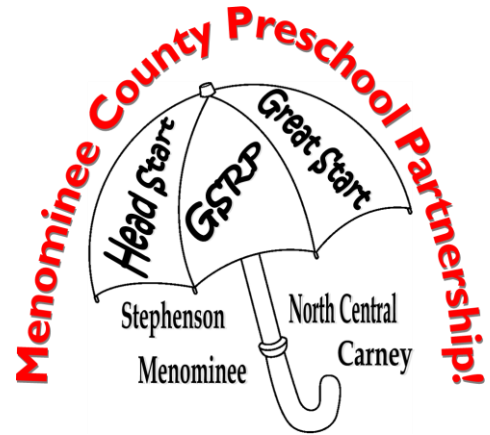 Menominee County Preschool Partnership!
Head Start
GSRP
Great Start
Stephenson
North Central
Menominee
Carney